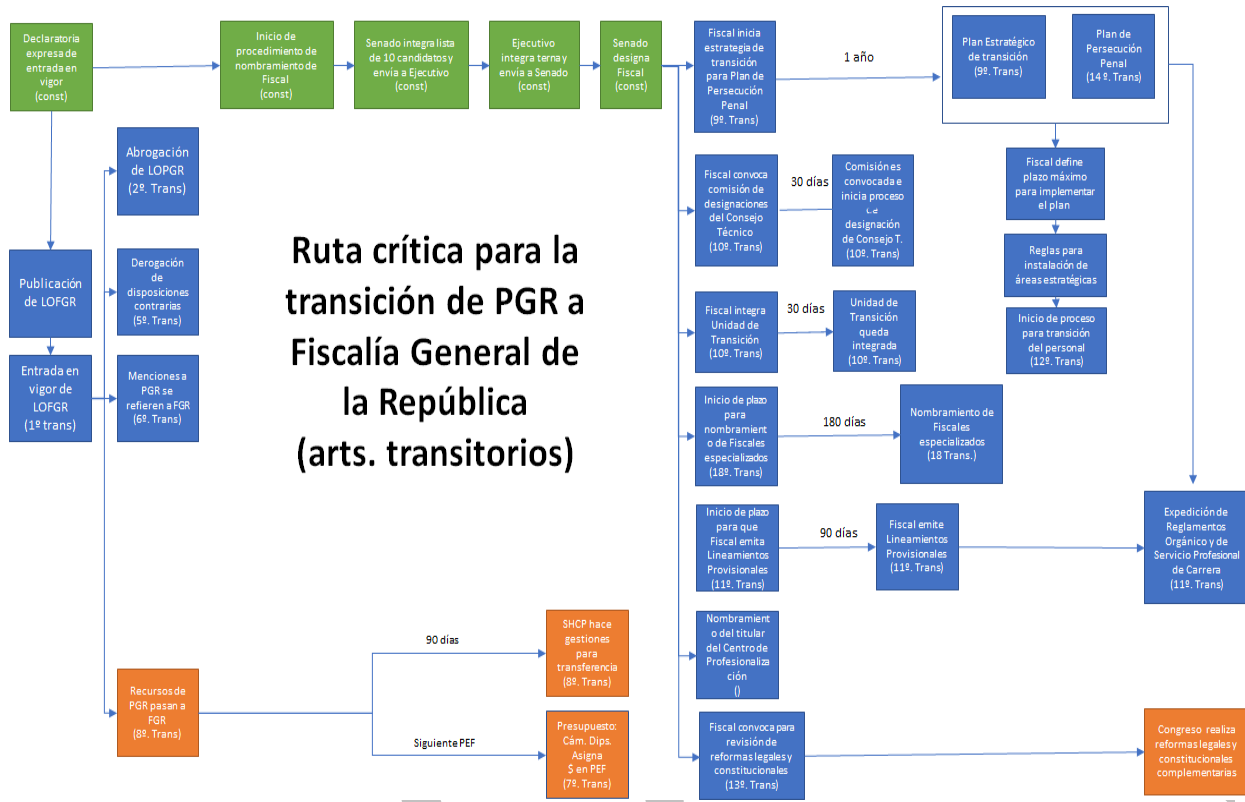 Declaratoria
expresa de
entrada en
vigor
(const)
Inicio de
procedimiento de
nombramiento de
Fiscal
(const)
Senado integra lista
de 10 candidatos y
envía a Ejecutivo
(const)
Ejecutivo
integra terna y
envía a Senado
(const)
Senado
designa
Fiscal
(const)
Fiscal inicia
estrategia de
transición
para Plan de
Persecución
Penal
(9º. Trans)
1 año
Plan Estratégico
de transición
(9º. Trans)
Plan de
Persecución
Penal
(14º. Trans)
Abrogación
de LOPGR
(2º. Trans)
Publicación
de LOFGR
Derogación
de
disposiciones
contrarias
(5º. Trans)
Entrada en
vigor de
LOFGR
(1º trans)
Menciones a
PGR se
refieren a FGR
(6º. Trans)
Ruta crítica para la
transición de PGR a
Fiscalía General de
la República
(arts. transitorios)
Fiscal convoca
comisión de
designaciones
del Consejo
Técnico
(10º. Trans)
30 días
Comisión es
convocada e
inicia proceso
designación
de Consejo T.
(10º. Trans)
Fiscal define
plazo máximo
para implementar
el plan
Reglas para
instalación de
áreas estratégicas
Inicio de proceso
para transición
del personal
(12º. Trans)
Fiscal integra
Unidad de
Transición
(10º. Trans)
30 días
Unidad de
Transición
queda
integrada
(10º. Trans)
Inicio de
plazo para
nombramient
o de Fiscales
especializados
(18º. Trans)
180 días
Nombramiento de
Fiscales
especializados
(18 Trans.)
Inicio de plazo
para que
Fiscal emita
Lineamientos
Provisionales
(11º. Trans)
90 días
Fiscal emite
Lineamientos
Provisionales
(11º. Trans)
Expedición de
Reglamentos
Orgánico y de
Servicio Profesional
de Carrera
(11º. Trans)
Nombramient
o del titular
del Centro de
Profesionaliza
ción
()
Recursos de
PGR pasan a
FGR
(8º. Trans)
90 días
SHCP hace
gestiones
para
transferencia
(8º. Trans)
Siguiente PEF
Presupuesto:
Cám. Dips.
Asigna
$ en PEF
(7º. Trans)
Fiscal convoca para
revisión de
reformas legales y
constitucionales
(13º. Trans)
Congreso realiza
reformas legales y
constitucionales
complementarias